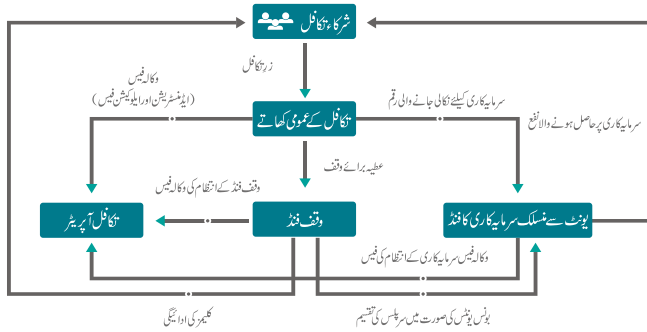 شرکاء تکافل
زرِ تکافل
وکالہ فیس
(ایڈمنسٹریشن اور ایلوکیشن فیس)
تکافل کے عمومی کھاتے
سرمایہ کاری کیلئے نکالی جانے والی رقم
سرمایہ کاری پر حاصل ہونے والا نفع
عطیہ برائے وقف
وقف فنڈ کے انتظام کی وکالہ فیس
یونٹ سے منسلک سرمایہ کاری کا فنڈ
وقف فنڈ
تکافل آپریٹر
وکالہ فیس سرمایہ کاری کے انتظام کی فیس
کلیمز کی ادائیگی
بونس یونٹس کی صورت میں سرپلس کی تقسیم